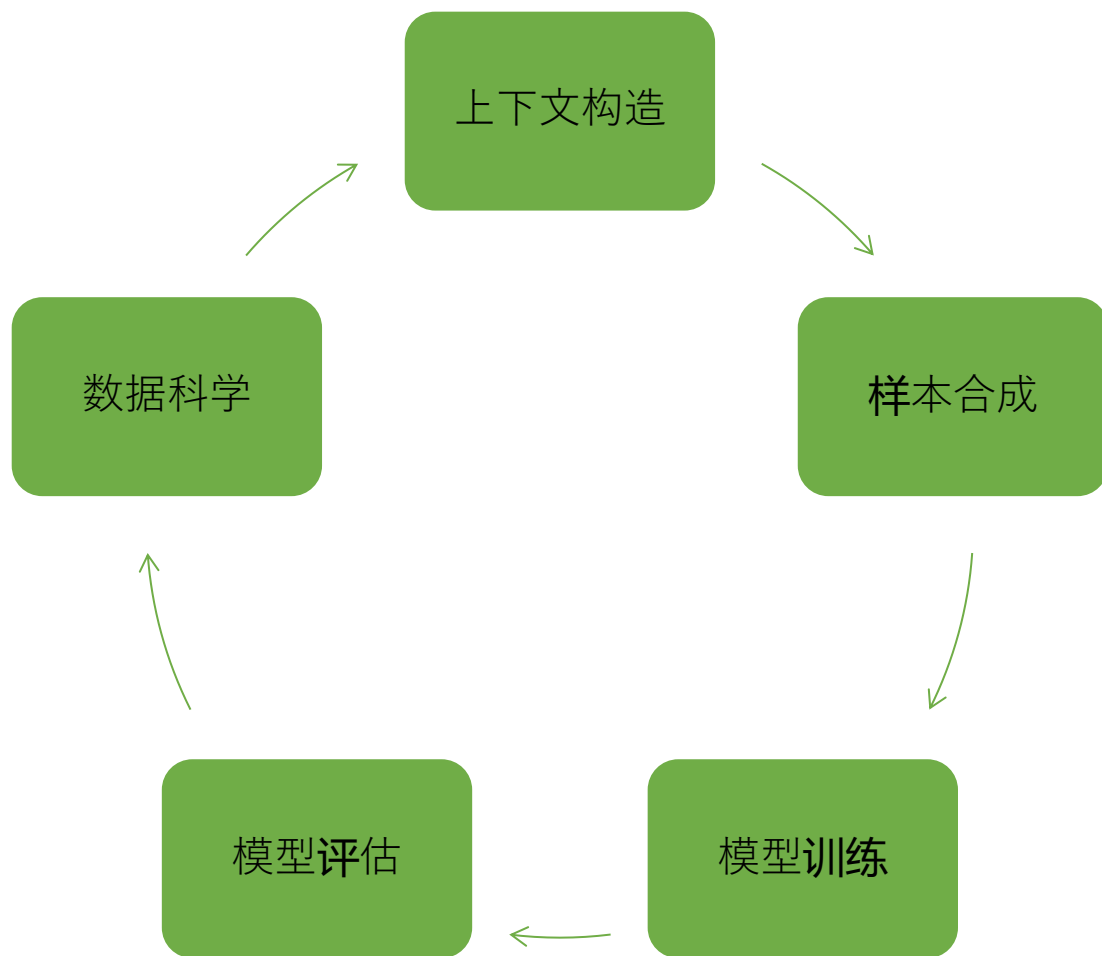 上下文构造
数据科学
样本合成
模型评估
模型训练